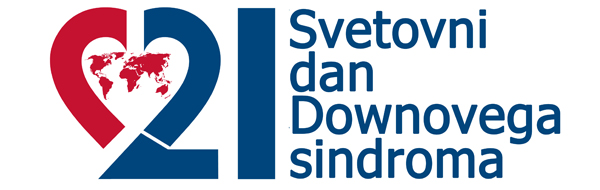 21
Svetovni
dan
Downovega
sindroma